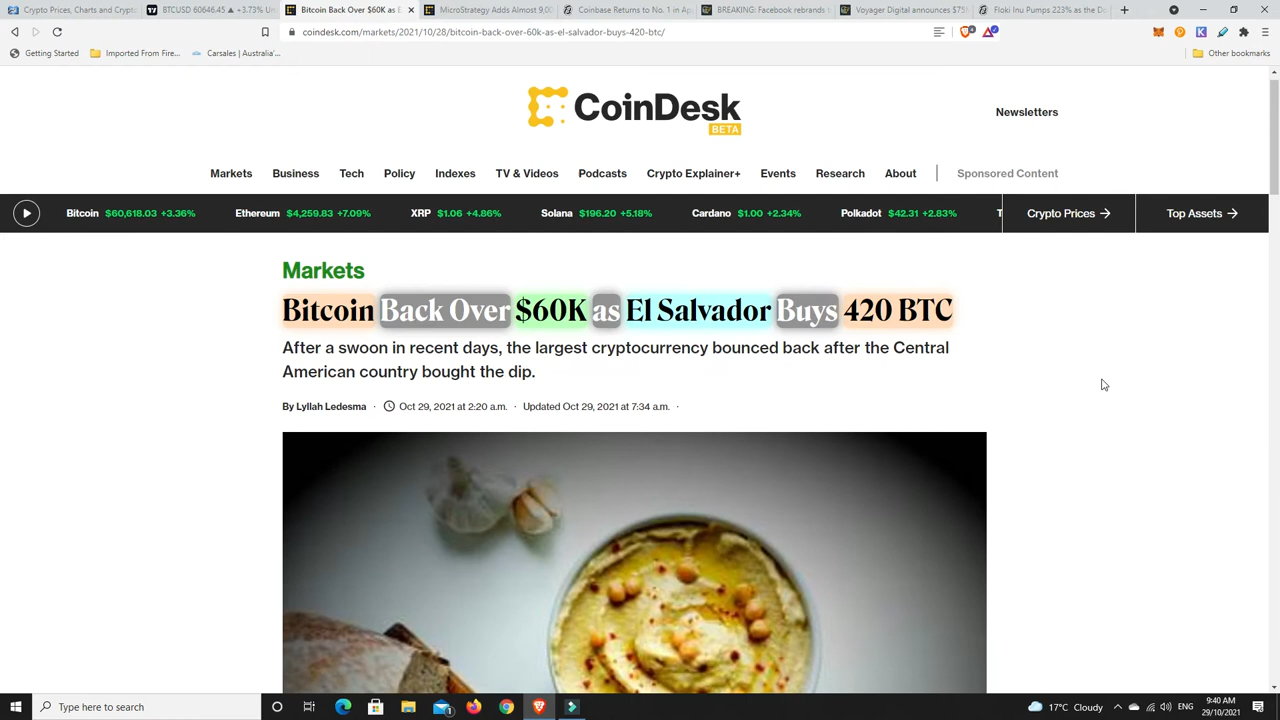 Crypto Prices, Charts and Crypto
BTCUSD 60646.45 ▲ +3.73% Un
Bitcoin Back Over $60K as E
MicroStrategy Adds Almost 9,00
Coinbase Returns to No. 1 in Ap
BREAKING: Facebook rebrands t
Voyager Digital announces $75
Floki Inu Pumps 223% as the Do
coindesk.com/markets/2021/10/28/bitcoin-back-over-60k-as-el-salvador-buys-420-btc/
Getting Started
Imported From Fire...
Carsales | Australia'...
Other bookmarks
CoinDesk
BETA
Newsletters
Markets Business Tech Policy Indexes TV & Videos Podcasts Crypto Explainer+ Events Research About Sponsored Content
Bitcoin $60,618.03 +3.36% Ethereum $4,259.83 +7.09% XRP $1.06 +4.86% Solana $196.20 +5.18% Cardano $1.00 +2.34% Polkadot $42.31 +2.83% T Crypto Prices → Top Assets →
Markets
Bitcoin Back Over $60K as El Salvador Buys 420 BTC
After a swoon in recent days, the largest cryptocurrency bounced back after the Central
American country bought the dip.
By Lyllah Ledesma · Oct 29, 2021 at 2:20 a.m. · Updated Oct 29, 2021 at 7:34 a.m. ·
Type here to search
17°C Cloudy
ENG
9:40 AM
29/10/2021